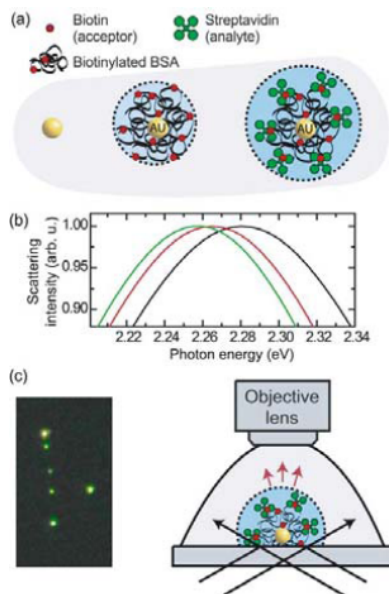 (a)
Biotin
(acceptor)
Streptavidin
(analyte)
Biotinylated BSA
AU
AU
(b)
Scattering
intensity (arb. u.)
1.00
0.95
0.90
2.22 2.24 2.26 2.28 2.30 2.32 2.34
Photon energy (eV)
(c)
Objective
lens